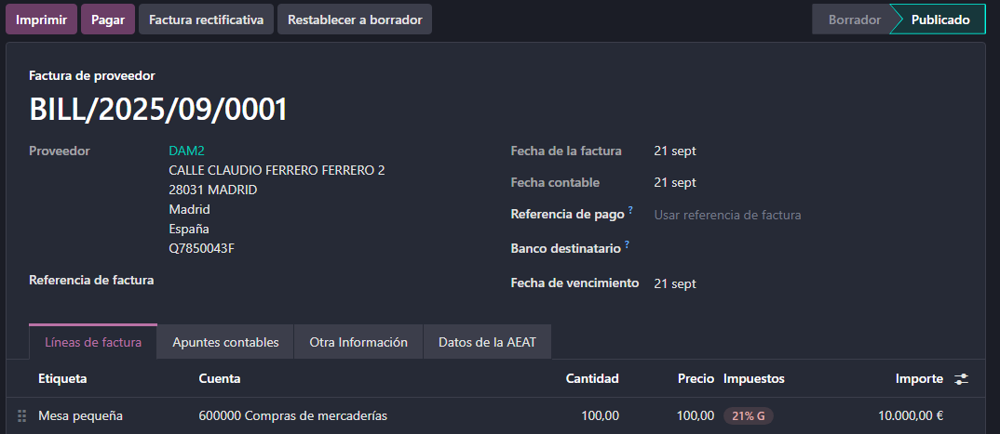 Imprimir Pagar Factura rectificativa Restablecer a borrador Borrador Publicado
Factura de proveedor
BILL/2025/09/0001
Proveedor DAM2 Fecha de la factura 21 sept
CALLE CLAUDIO FERRERO FERRERO 2
28031 MADRID Fecha contable 21 sept
Madrid Referencia de pago ? Usar referencia de factura
España
Q7850043F Banco destinatario ?
Referencia de factura Fecha de vencimiento 21 sept
Líneas de factura Apuntes contables Otra Información Datos de la AEAT
Etiqueta Cuenta Cantidad Precio Impuestos Importe
Mesa pequeña 600000 Compras de mercaderías 100,00 100,00 21% G 10.000,00 €